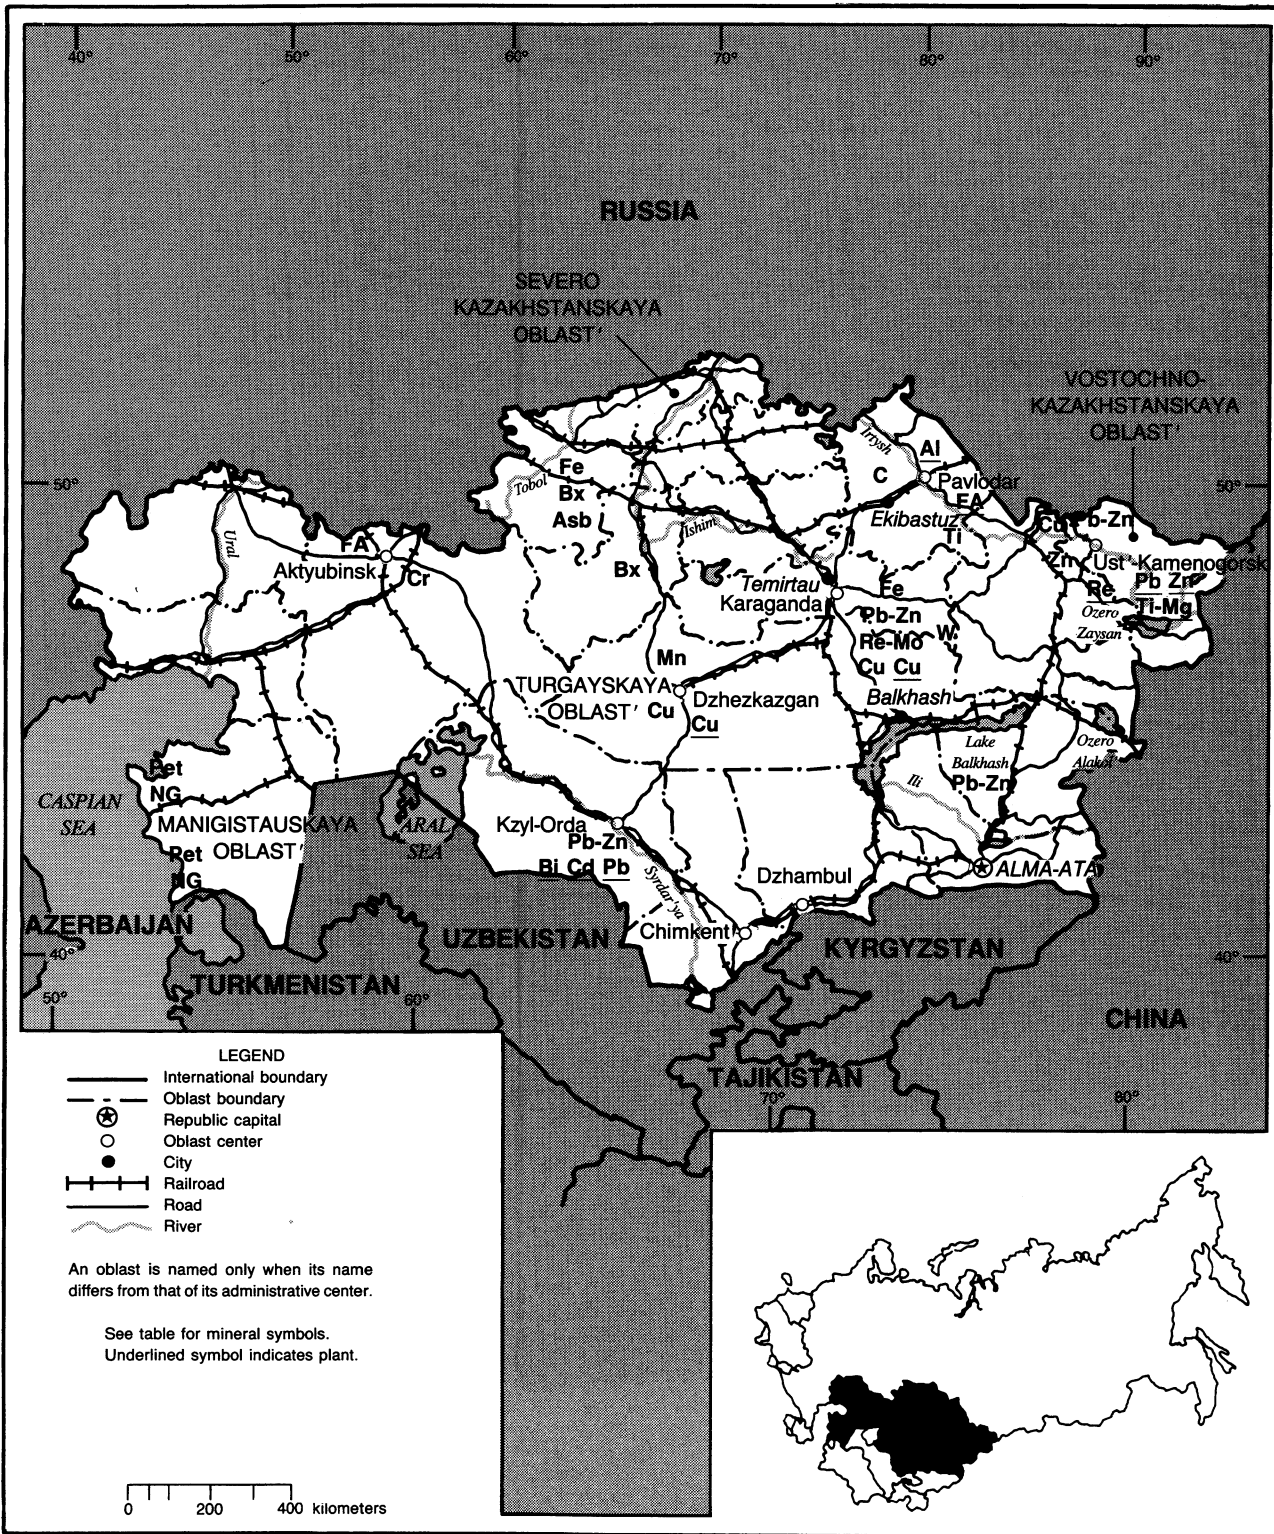 40° 50° 60° 70° 80° 90°
RUSSIA
SEVERO
KAZAKHSTANSKAYA
OBLAST'
VOSTOCHNO-
KAZAKHSTANSKAYA
OBLAST'
50°
50°
Irtysh
Al
C
Pavlodar
FA
Ekibastuz
Ti
Tobol
Fe
Bx
Asb
Ishim
Bx
Cu
Pb-Zn
Zn
Ust'-Kamenogorsk
Re
Pb Zn
Ti-Mg
Ozero
Zaysan
Ural
FA
Aktyubinsk
Cr
Temirtau
Karaganda
Fe
Pb-Zn
Re-Mo
W
Cu Cu
Balkhash
Mn
TURGAYSKAYA
OBLAST'
Cu
Dzhezkazgan
Cu
Lake
Balkhash
Pb-Zn
Ozero
Alakol'
Ili
Pet
NG
CASPIAN
SEA
MANIGISTAUSKAYA
OBLAST'
Pet
NG
ARAL
SEA
Kzyl-Orda
Pb-Zn
Bi Cd Pb
Syrdar'ya
Dzhambul
ALMA-ATA
Chimkent
AZERBAIJAN
UZBEKISTAN
KYRGYZSTAN
40°
40°
TURKMENISTAN
50°
60°
CHINA
TAJIKISTAN
70°
80°
LEGEND
International boundary
Oblast boundary
Republic capital
Oblast center
City
Railroad
Road
River
An oblast is named only when its name
differs from that of its administrative center.
See table for mineral symbols.
Underlined symbol indicates plant.
0 200 400 kilometers